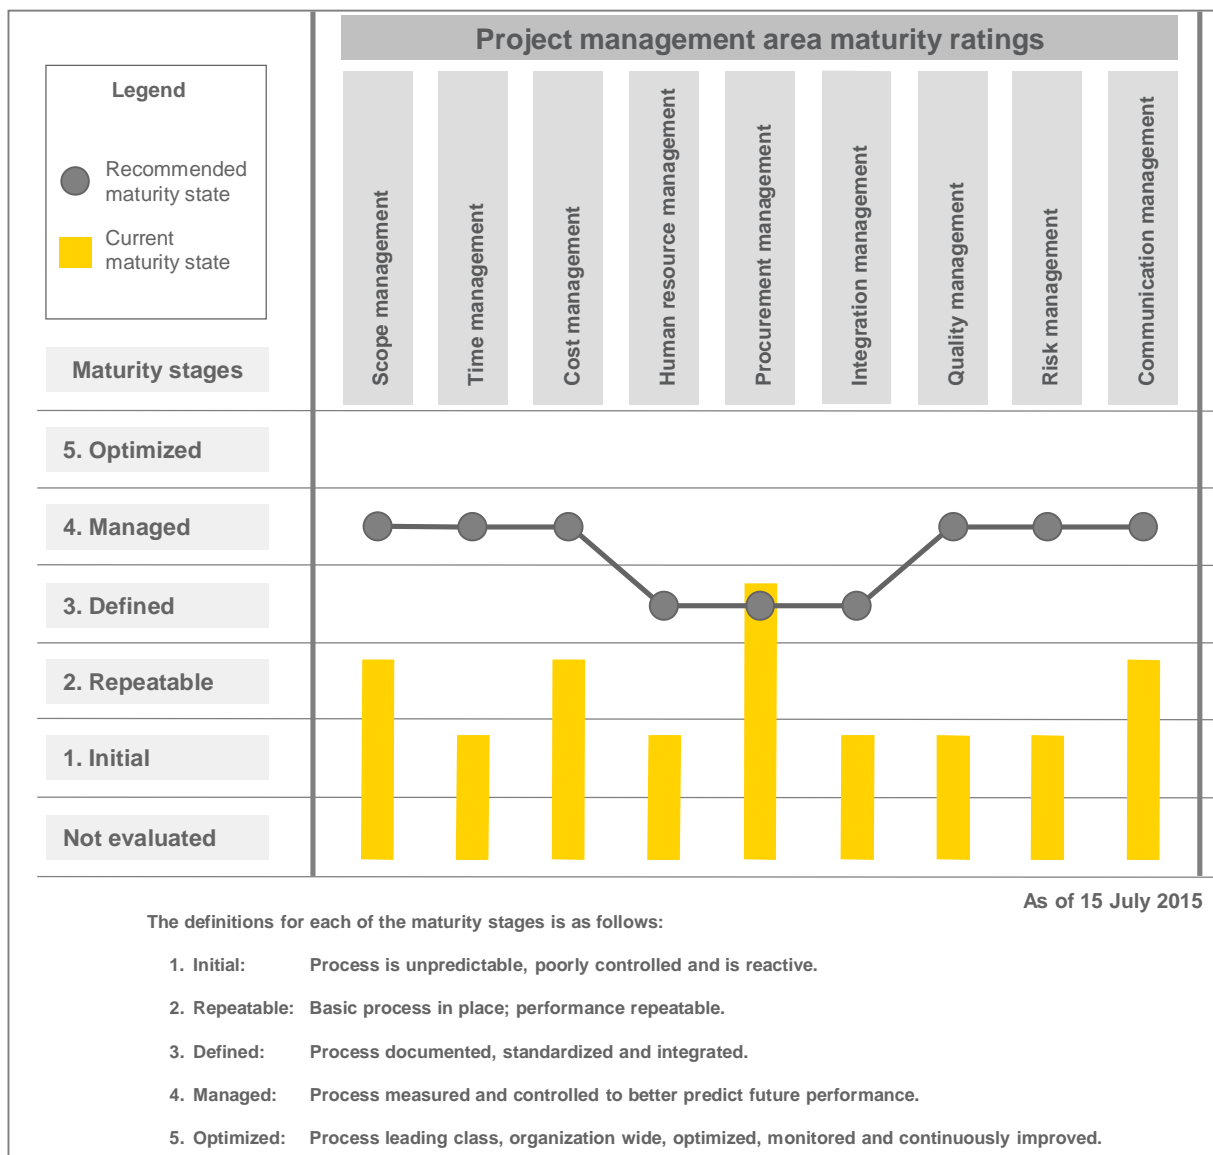 Project management area maturity ratings
Legend
Recommended
maturity state
Current
maturity state
Scope management
Time management
Cost management
Human resource management
Procurement management
Integration management
Quality management
Risk management
Communication management
Maturity stages
5. Optimized
4. Managed
3. Defined
2. Repeatable
1. Initial
Not evaluated
As of 15 July 2015
The definitions for each of the maturity stages is as follows:
1. Initial: Process is unpredictable, poorly controlled and is reactive.
2. Repeatable: Basic process in place; performance repeatable.
3. Defined: Process documented, standardized and integrated.
4. Managed: Process measured and controlled to better predict future performance.
5. Optimized: Process leading class, organization wide, optimized, monitored and continuously improved.